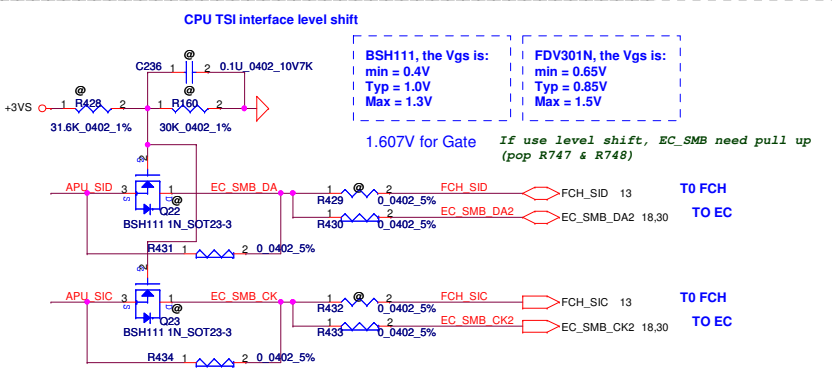 CPU TSI interface level shift
@
C236 1 2 0.1U_0402_10V7K
BSH111, the Vgs is:
min = 0.4V
Typ = 1.0V
Max = 1.3V
FDV301N, the Vgs is:
min = 0.65V
Typ = 0.85V
Max = 1.5V
@
@
+3VS 1 R428 2 1 R160 2
31.6K_0402_1% 30K_0402_1%
1.607V for Gate
If use level shift, EC_SMB need pull up
(pop R747 & R748)
G
APU_SID 3 1 EC_SMB_DA 1 @ 2 FCH_SID FCH_SID 13 T0 FCH
S D @
Q22
BSH111 1N_SOT23-3
R429 0_0402_5%
1 2 EC_SMB_DA2 EC_SMB_DA2 18,30 TO EC
R430 0_0402_5%
R431 1 2 0_0402_5%
G
APU_SIC 3 1 EC_SMB_CK 1 @ 2 FCH_SIC FCH_SIC 13 T0 FCH
S D @
Q23
BSH111 1N_SOT23-3
R432 0_0402_5%
1 2 EC_SMB_CK2 EC_SMB_CK2 18,30 TO EC
R433 0_0402_5%
R434 1 2 0_0402_5%